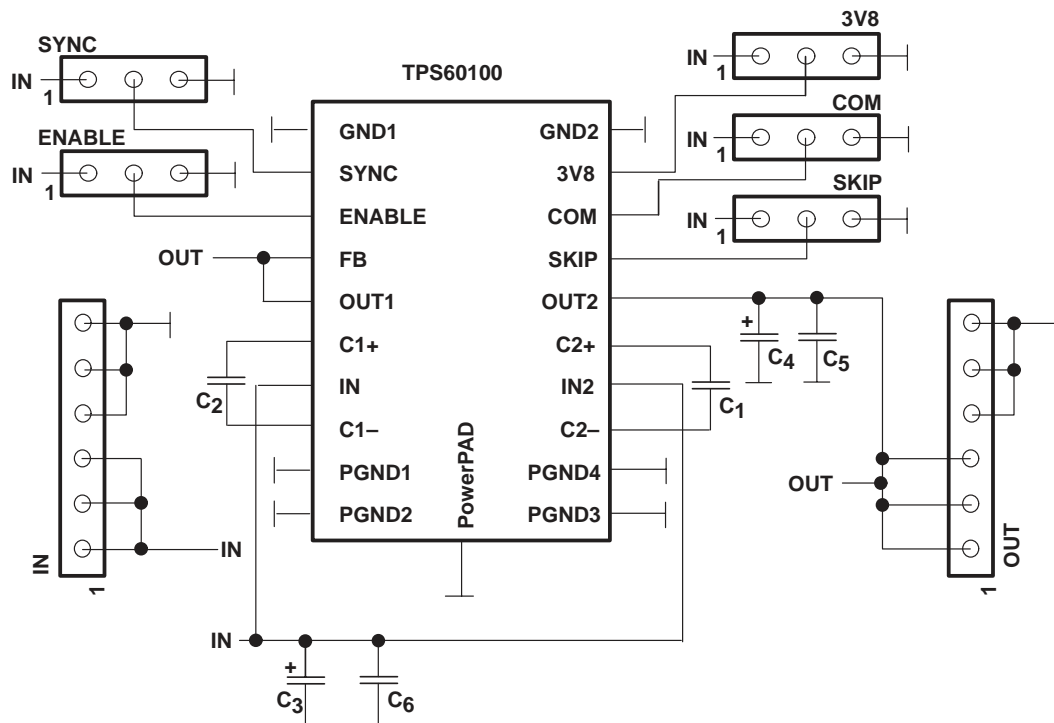 SYNC
IN
1
ENABLE
IN
1
TPS60100
3V8
IN
1
COM
IN
1
SKIP
IN
1
GND1
SYNC
ENABLE
FB
OUT1
C1+
IN
C1–
PGND1
PGND2
GND2
3V8
COM
SKIP
OUT2
C2+
IN2
C2–
PGND4
PGND3
PowerPAD
OUT
C2
+
C4
C5
C1
IN
IN
1
OUT
OUT
1
IN
+
C3
C6